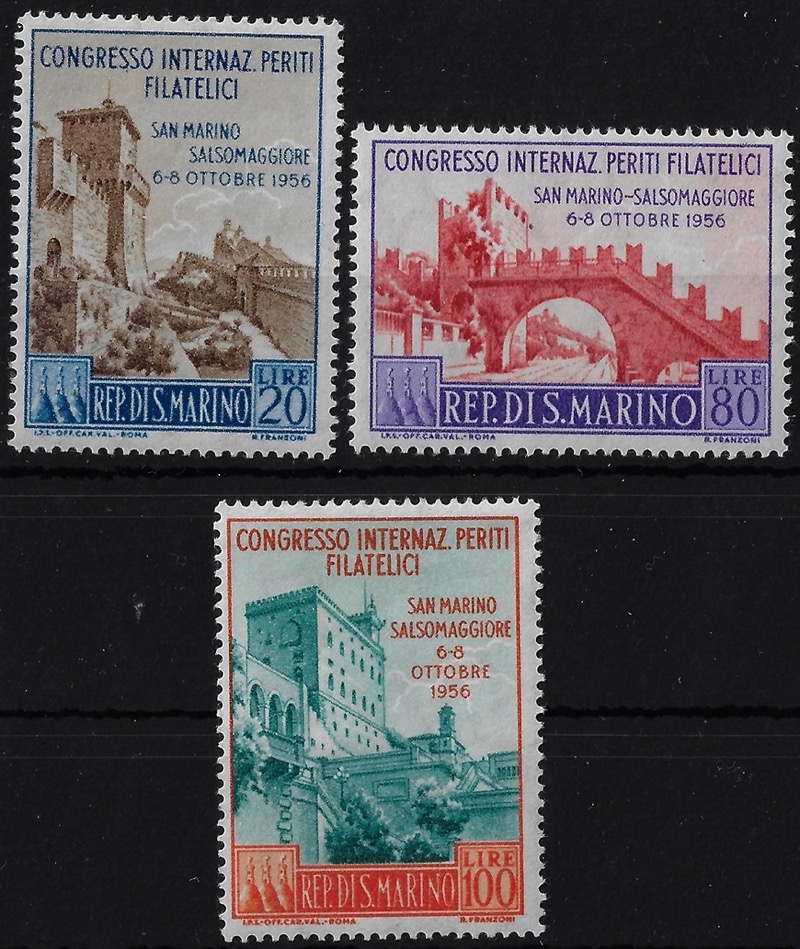 CONGRESSO INTERNAZ. PERITI
FILATELICI
SAN MARINO
SALSOMAGGIORE
6-8 OTTOBRE 1956
REP. DI S. MARINO
LIRE
20
I.P.S.-OFF.CAR.VAL.-ROMA
R. FRANZONI
CONGRESSO INTERNAZ. PERITI FILATELICI
SAN MARINO-SALSOMAGGIORE
6-8 OTTOBRE 1956
REP. DI S. MARINO
LIRE
80
I.P.S.-OFF.CAR.VAL.-ROMA
R. FRANZONI
CONGRESSO INTERNAZ. PERITI
FILATELICI
SAN MARINO
SALSOMAGGIORE
6-8
OTTOBRE
1956
REP. DI S. MARINO
LIRE
100
I.P.S.-OFF.CAR.VAL.-ROMA
R. FRANZONI